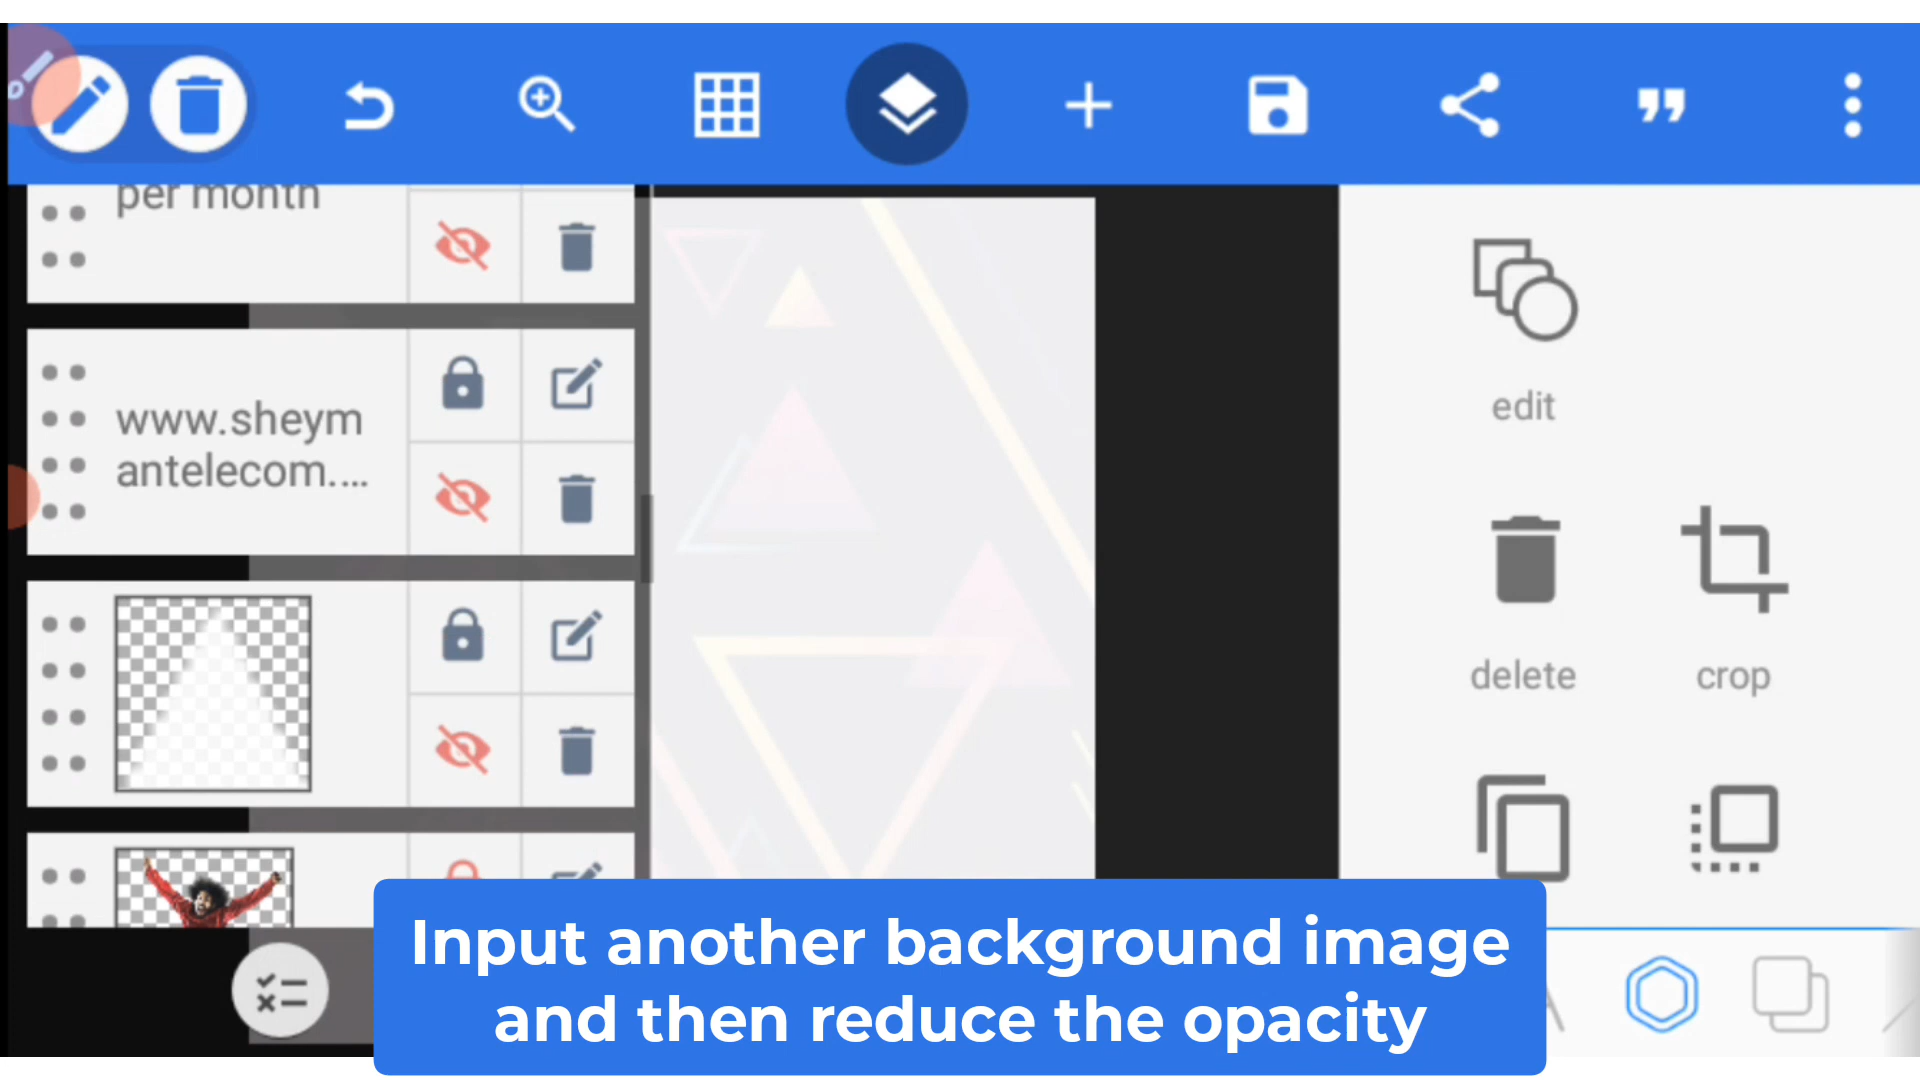 per month
www.sheym
antelecom....
edit
delete
crop
Input another background image
and then reduce the opacity